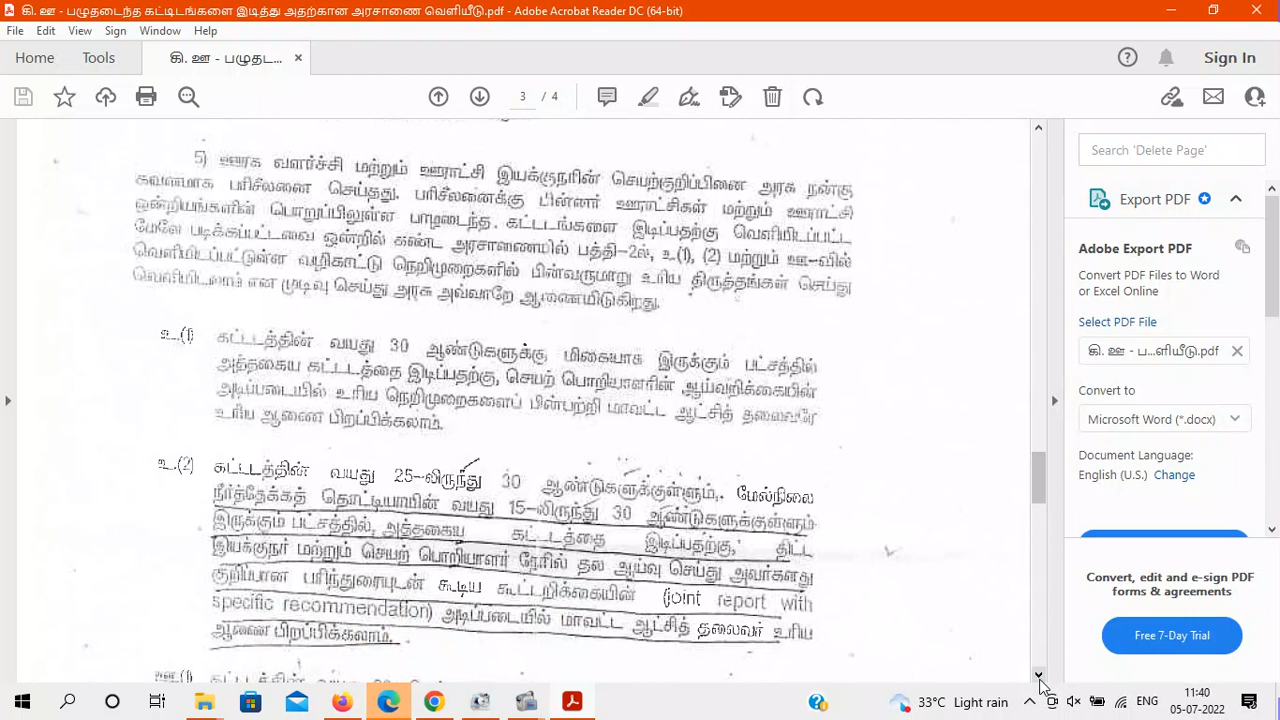 கி. ஊ - பழுதடைந்த கட்டிடங்களை இடித்து அதற்கான அரசாணை வெளியீடு.pdf - Adobe Acrobat Reader DC (64-bit)
File Edit View Sign Window Help
Home Tools கி. ஊ - பழுதட... × Sign In
3 / 4
5) ஊரக வளர்ச்சி மற்றும் ஊராட்சி இயக்குநரின் செயற்குறிப்பினை அரசு நன்கு
கவனமாக பரிசீலனை செய்தது. பரிசீலனைக்கு பின்னர் ஊராட்சிகள் மற்றும் ஊராட்சி
ஒன்றியங்களின் பொறுப்பிலுள்ள பாழடைந்த கட்டடங்களை இடிப்பதற்கு வெளியிடப்பட்ட
மேலே படிக்கப்பட்டவை ஒன்றில் கண்ட அரசாணையில் பத்தி-2ல், உ(1), (2) மற்றும் ஊ-வில்
வெளியிடப்பட்டுள்ள வழிகாட்டு நெறிமுறைகளில் பின்வருமாறு உரிய திருத்தங்கள் செய்து
வெளியிடலாம் என முடிவு செய்து அரசு அவ்வாறே ஆணையிடுகிறது.
உ.(1) கட்டடத்தின் வயது 30 ஆண்டுகளுக்கு மிகையாக இருக்கும் பட்சத்தில்
அத்தகைய கட்டடத்தை இடிப்பதற்கு, செயற் பொறியாளரின் ஆய்வறிக்கையின்
அடிப்படையில் உரிய நெறிமுறைகளைப் பின்பற்றி மாவட்ட ஆட்சித் தலைவரே
உரிய ஆணை பிறப்பிக்கலாம்.
உ.(2) கட்டடத்தின் வயது 25-லிருந்து 30 ஆண்டுகளுக்குள்ளும், மேல்நிலை
நீர்த்தேக்கத் தொட்டியாயின் வயது 15-லிருந்து 30 ஆண்டுகளுக்குள்ளும்
இருக்கும் பட்சத்தில், அத்தகைய கட்டடத்தை இடிப்பதற்கு, திட்ட
இயக்குநர் மற்றும் செயற் பொறியாளர் நேரில் தல ஆய்வு செய்து அவர்களது
குறிப்பான பரிந்துரையுடன் கூடிய கூட்டறிக்கையின் (joint report with
specific recommendation) அடிப்படையில் மாவட்ட ஆட்சித் தலைவர் உரிய
ஆணை பிறப்பிக்கலாம்.
Search 'Delete Page'
Export PDF
Adobe Export PDF
Convert PDF Files to Word
or Excel Online
Select PDF File
கி. ஊ - ப...ளியீடு.pdf ×
Convert to
Microsoft Word (*.docx)
Document Language:
English (U.S.) Change
Convert, edit and e-sign PDF
forms & agreements
Free 7-Day Trial
33°C Light rain ENG 11:40
05-07-2022